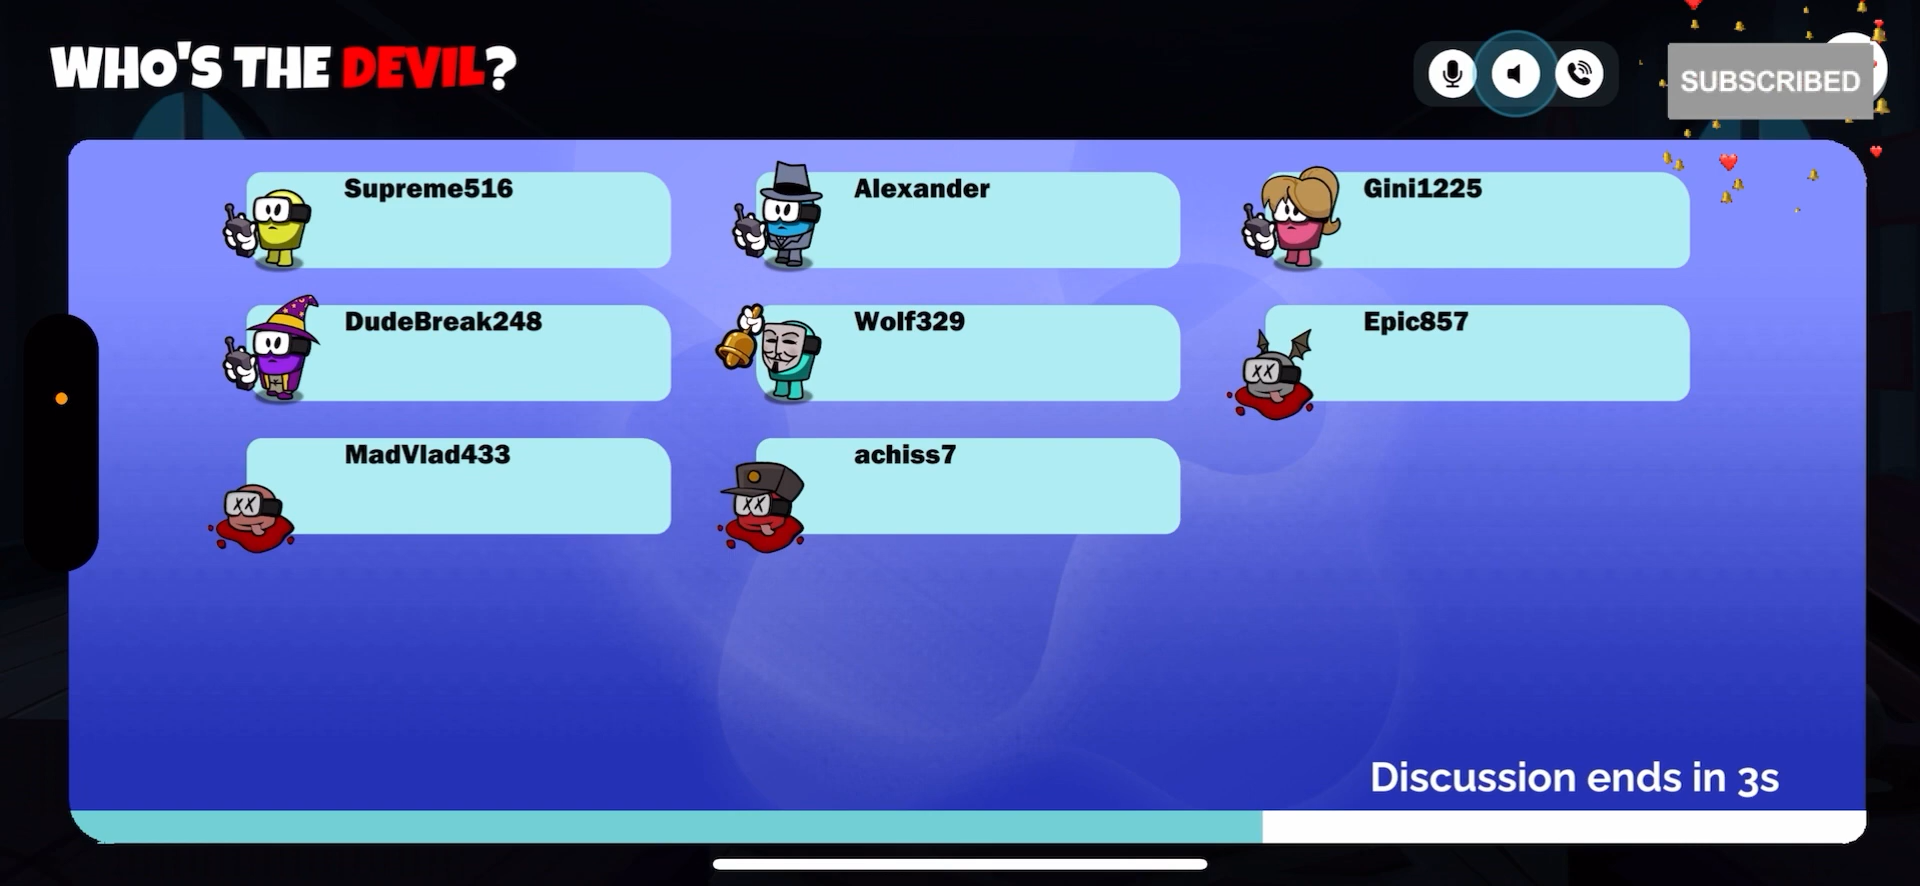 WHO'S THE DEVIL?
SUBSCRIBED
Supreme516
Alexander
Gini1225
DudeBreak248
Wolf329
Epic857
MadVlad433
achiss7
Discussion ends in 3s